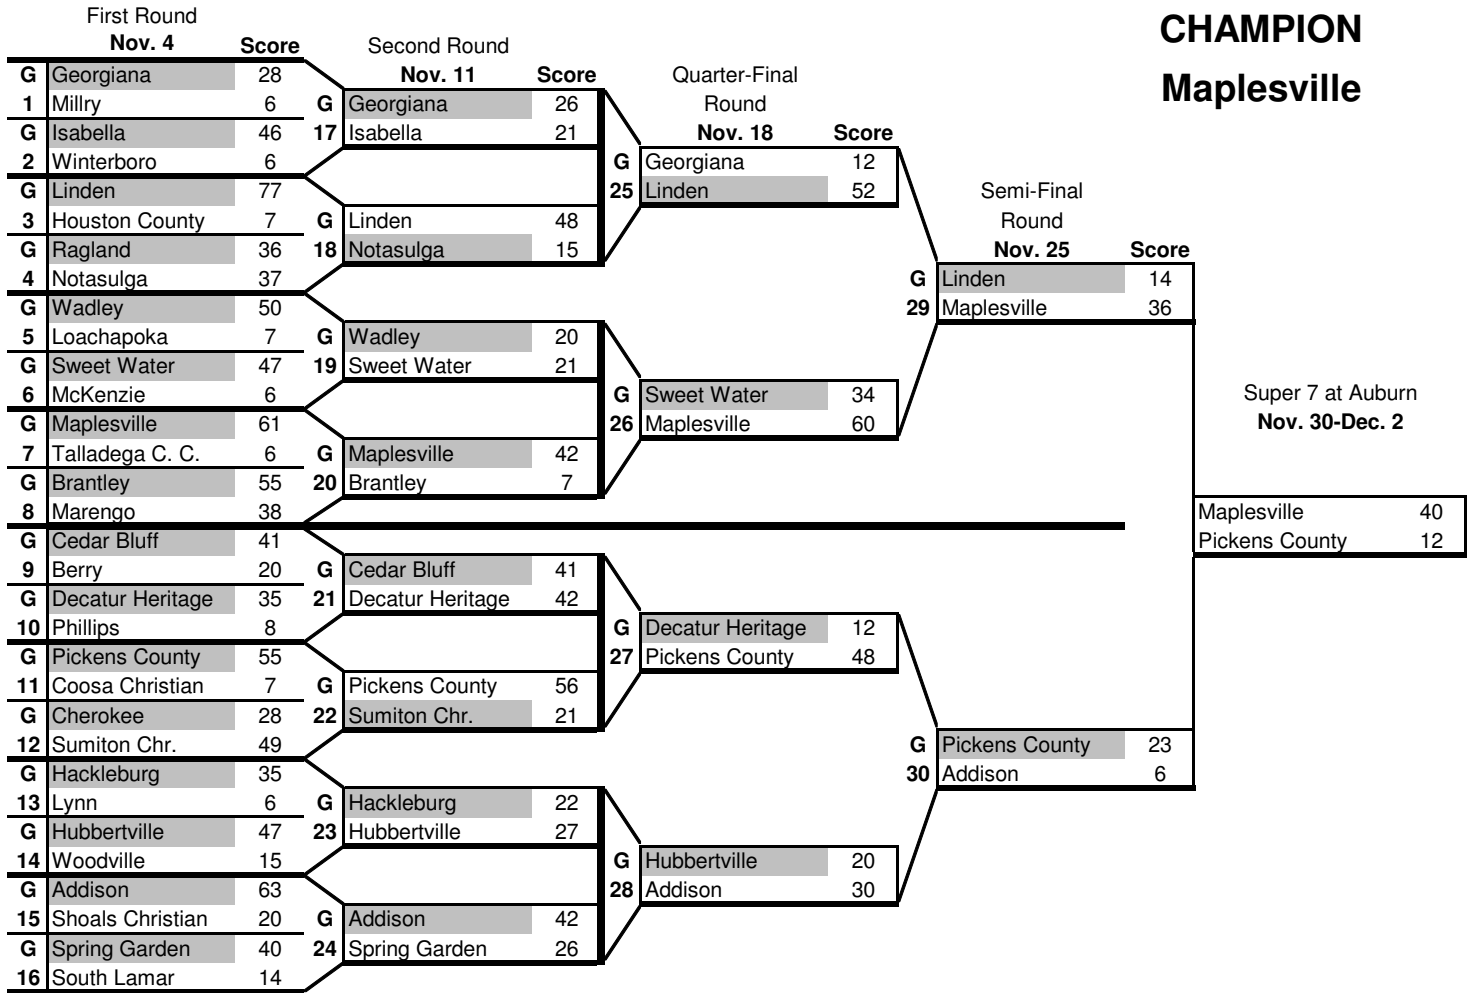 First Round
Nov. 4 Score
G Georgiana 28
1 Millry 6
G Isabella 46
2 Winterboro 6
G Linden 77
3 Houston County 7
G Ragland 36
4 Notasulga 37
G Wadley 50
5 Loachapoka 7
G Sweet Water 47
6 McKenzie 6
G Maplesville 61
7 Talladega C. C. 6
G Brantley 55
8 Marengo 38
G Cedar Bluff 41
9 Berry 20
G Decatur Heritage 35
10 Phillips 8
G Pickens County 55
11 Coosa Christian 7
G Cherokee 28
12 Sumiton Chr. 49
G Hackleburg 35
13 Lynn 6
G Hubbertville 47
14 Woodville 15
G Addison 63
15 Shoals Christian 20
G Spring Garden 40
16 South Lamar 14
Second Round
Nov. 11 Score
G Georgiana 26
17 Isabella 21
G Linden 48
18 Notasulga 15
G Wadley 20
19 Sweet Water 21
G Maplesville 42
20 Brantley 7
G Cedar Bluff 41
21 Decatur Heritage 42
G Pickens County 56
22 Sumiton Chr. 21
G Hackleburg 22
23 Hubbertville 27
G Addison 42
24 Spring Garden 26
Quarter-Final
Round
Nov. 18 Score
G Georgiana 12
25 Linden 52
G Sweet Water 34
26 Maplesville 60
G Decatur Heritage 12
27 Pickens County 48
G Hubbertville 20
28 Addison 30
Semi-Final
Round
Nov. 25 Score
G Linden 14
29 Maplesville 36
G Pickens County 23
30 Addison 6
Super 7 at Auburn
Nov. 30-Dec. 2
Maplesville 40
Pickens County 12
CHAMPION
Maplesville